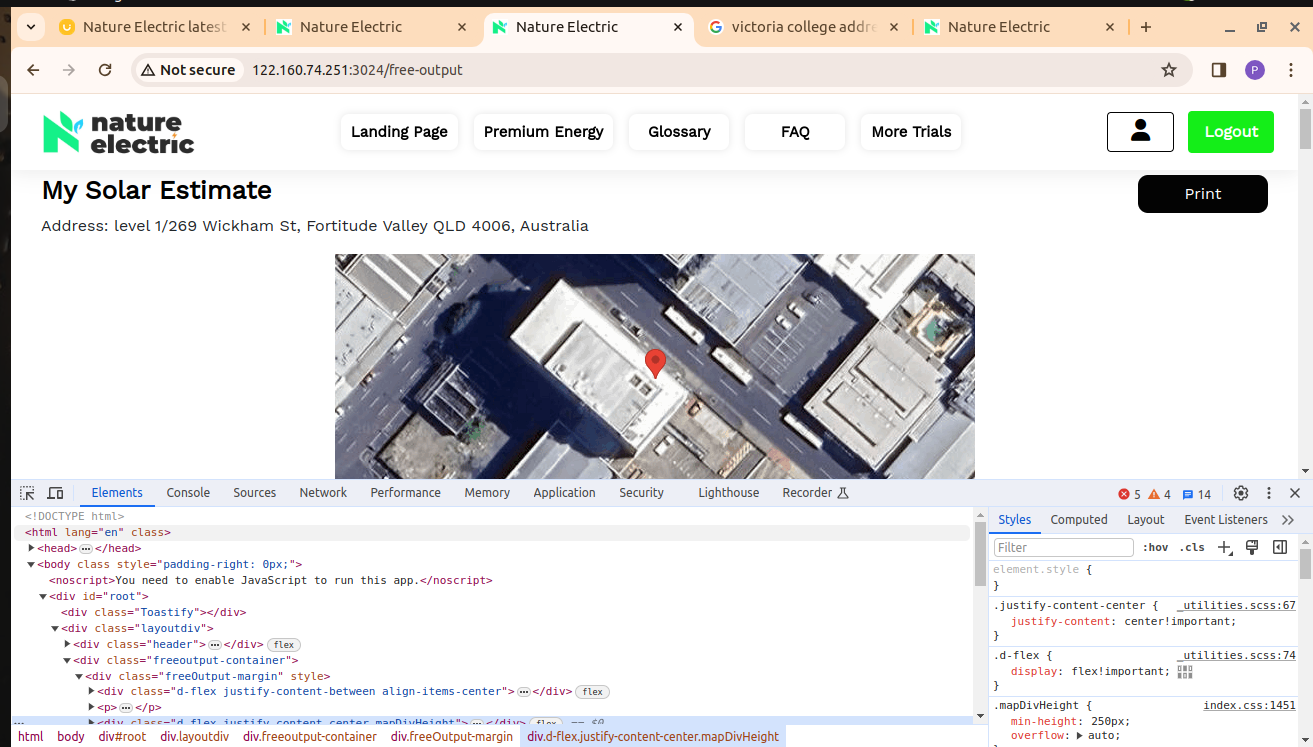 Nature Electric latest
Nature Electric
Nature Electric
victoria college addre
Nature Electric
Not secure
122.160.74.251:3024/free-output
P
nature
electric
Landing Page
Premium Energy
Glossary
FAQ
More Trials
Logout
My Solar Estimate
Print
Address: level 1/269 Wickham St, Fortitude Valley QLD 4006, Australia
Elements
Console
Sources
Network
Performance
Memory
Application
Security
Lighthouse
Recorder
5
4
14
<!DOCTYPE html>
<html lang="en" class>
<head> ••• </head>
<body class style="padding-right: 0px;">
<noscript>You need to enable JavaScript to run this app.</noscript>
<div id="root">
<div class="Toastify"></div>
<div class="layoutdiv">
<div class="header"> ••• </div> flex
<div class="freeoutput-container">
<div class="freeOutput-margin" style>
<div class="d-flex justify-content-between align-items-center"> ••• </div> flex
<p> ••• </p>
<div class="d-flex justify-content-center mapDivHeight"> ••• </div> flex == $0
html body div#root div.layoutdiv div.freeoutput-container div.freeOutput-margin div.d-flex.justify-content-center.mapDivHeight
Styles
Computed
Layout
Event Listeners
Filter
:hov
.cls
element.style {
}
.justify-content-center { _utilities.scss:67
justify-content: center!important;
}
.d-flex { _utilities.scss:74
display: flex!important;
}
.mapDivHeight { index.css:1451
min-height: 250px;
overflow: auto;